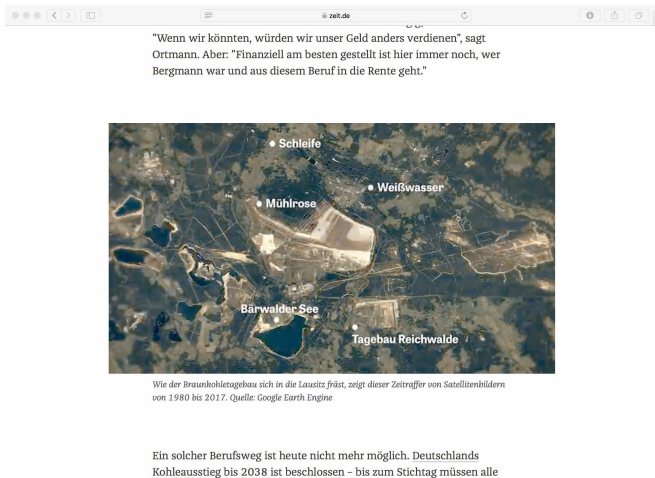 zeit.de
"Wenn wir könnten, würden wir unser Geld anders verdienen", sagt
Ortmann. Aber: "Finanziell am besten gestellt ist hier immer noch, wer
Bergmann war und aus diesem Beruf in die Rente geht."
Schleife
Weißwasser
Mühlrose
Bärwalder See
Tagebau Reichwalde
Wie der Braunkohletagebau sich in die Lausitz fräst, zeigt dieser Zeitraffer von Satellitenbildern
von 1980 bis 2017. Quelle: Google Earth Engine
Ein solcher Berufsweg ist heute nicht mehr möglich. Deutschlands
Kohleausstieg bis 2038 ist beschlossen – bis zum Stichtag müssen alle